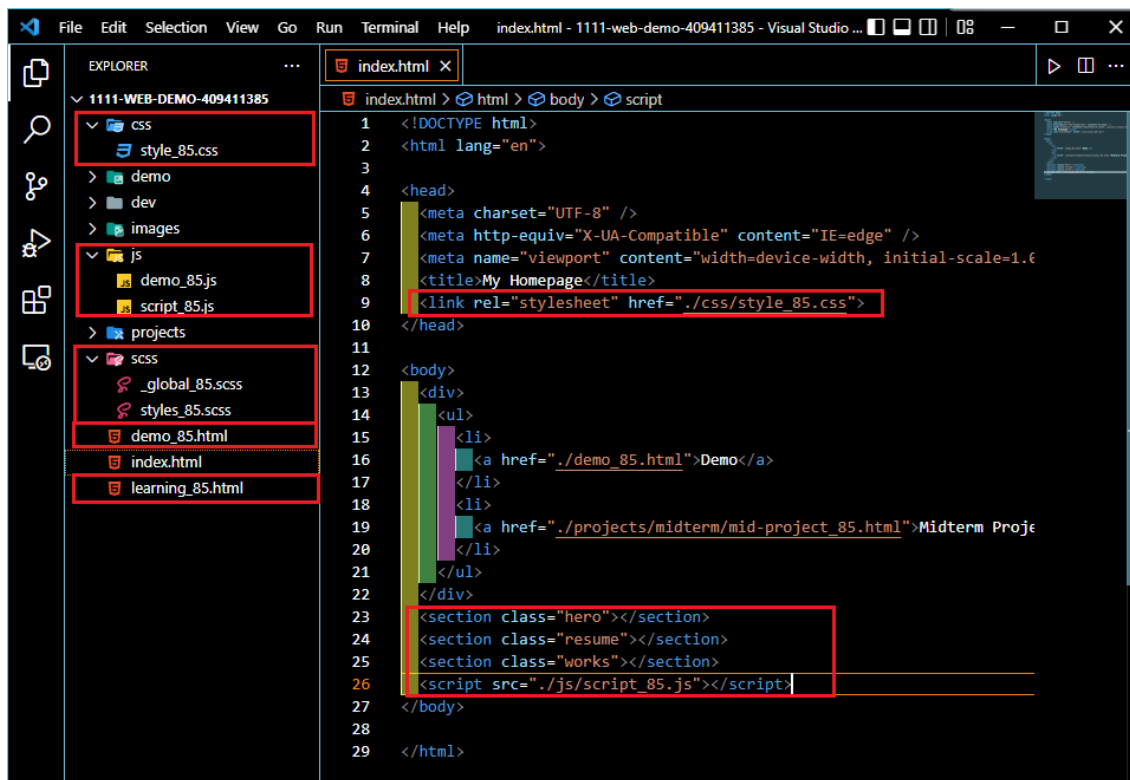 File Edit Selection View Go Run Terminal Help index.html - 1111-web-demo-409411385 - Visual Studio ...
EXPLORER ...
1111-WEB-DEMO-409411385
css
style_85.css
demo
dev
images
js
demo_85.js
script_85.js
projects
scss
_global_85.scss
styles_85.scss
demo_85.html
index.html
learning_85.html
index.html
index.html > html > body > script
1 <!DOCTYPE html>
2 <html lang="en">
3
4 <head>
5 <meta charset="UTF-8" />
6 <meta http-equiv="X-UA-Compatible" content="IE=edge" />
7 <meta name="viewport" content="width=device-width, initial-scale=1.0
8 <title>My Homepage</title>
9 <link rel="stylesheet" href="./css/style_85.css">
10 </head>
11
12 <body>
13 <div>
14 <ul>
15 <li>
16 <a href="./demo_85.html">Demo</a>
17 </li>
18 <li>
19 <a href="./projects/midterm/mid-project_85.html">Midterm Proje
20 </li>
21 </ul>
22 </div>
23 <section class="hero"></section>
24 <section class="resume"></section>
25 <section class="works"></section>
26 <script src="./js/script_85.js"></script>
27 </body>
28
29 </html>